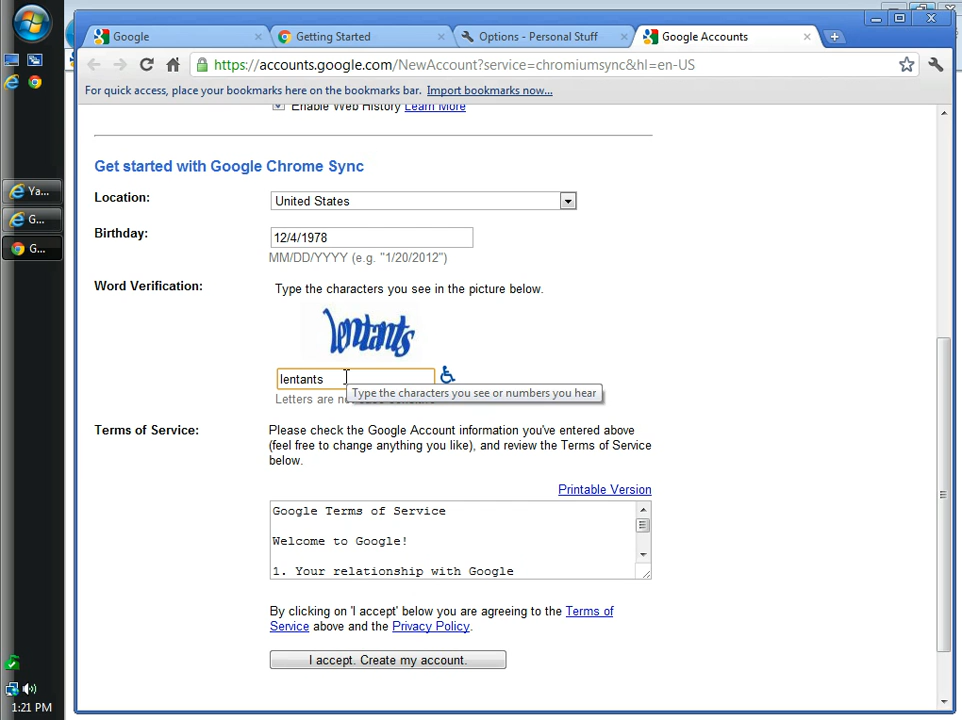 Google
Getting Started
Options - Personal Stuff
Google Accounts
https://accounts.google.com/NewAccount?service=chromiumsync&hl=en-US
For quick access, place your bookmarks here on the bookmarks bar. Import bookmarks now...
Enable Web History Learn More
Get started with Google Chrome Sync
Location:
United States
Birthday:
12/4/1978
MM/DD/YYYY (e.g. "1/20/2012")
Word Verification:
Type the characters you see in the picture below.
lentants
lentants
Type the characters you see or numbers you hear
Letters are
Terms of Service:
Please check the Google Account information you've entered above
(feel free to change anything you like), and review the Terms of Service
below.
Printable Version
Google Terms of Service
Welcome to Google!
1. Your relationship with Google
By clicking on 'I accept' below you are agreeing to the Terms of
Service above and the Privacy Policy.
I accept. Create my account.
Ya...
G...
G...
1:21 PM